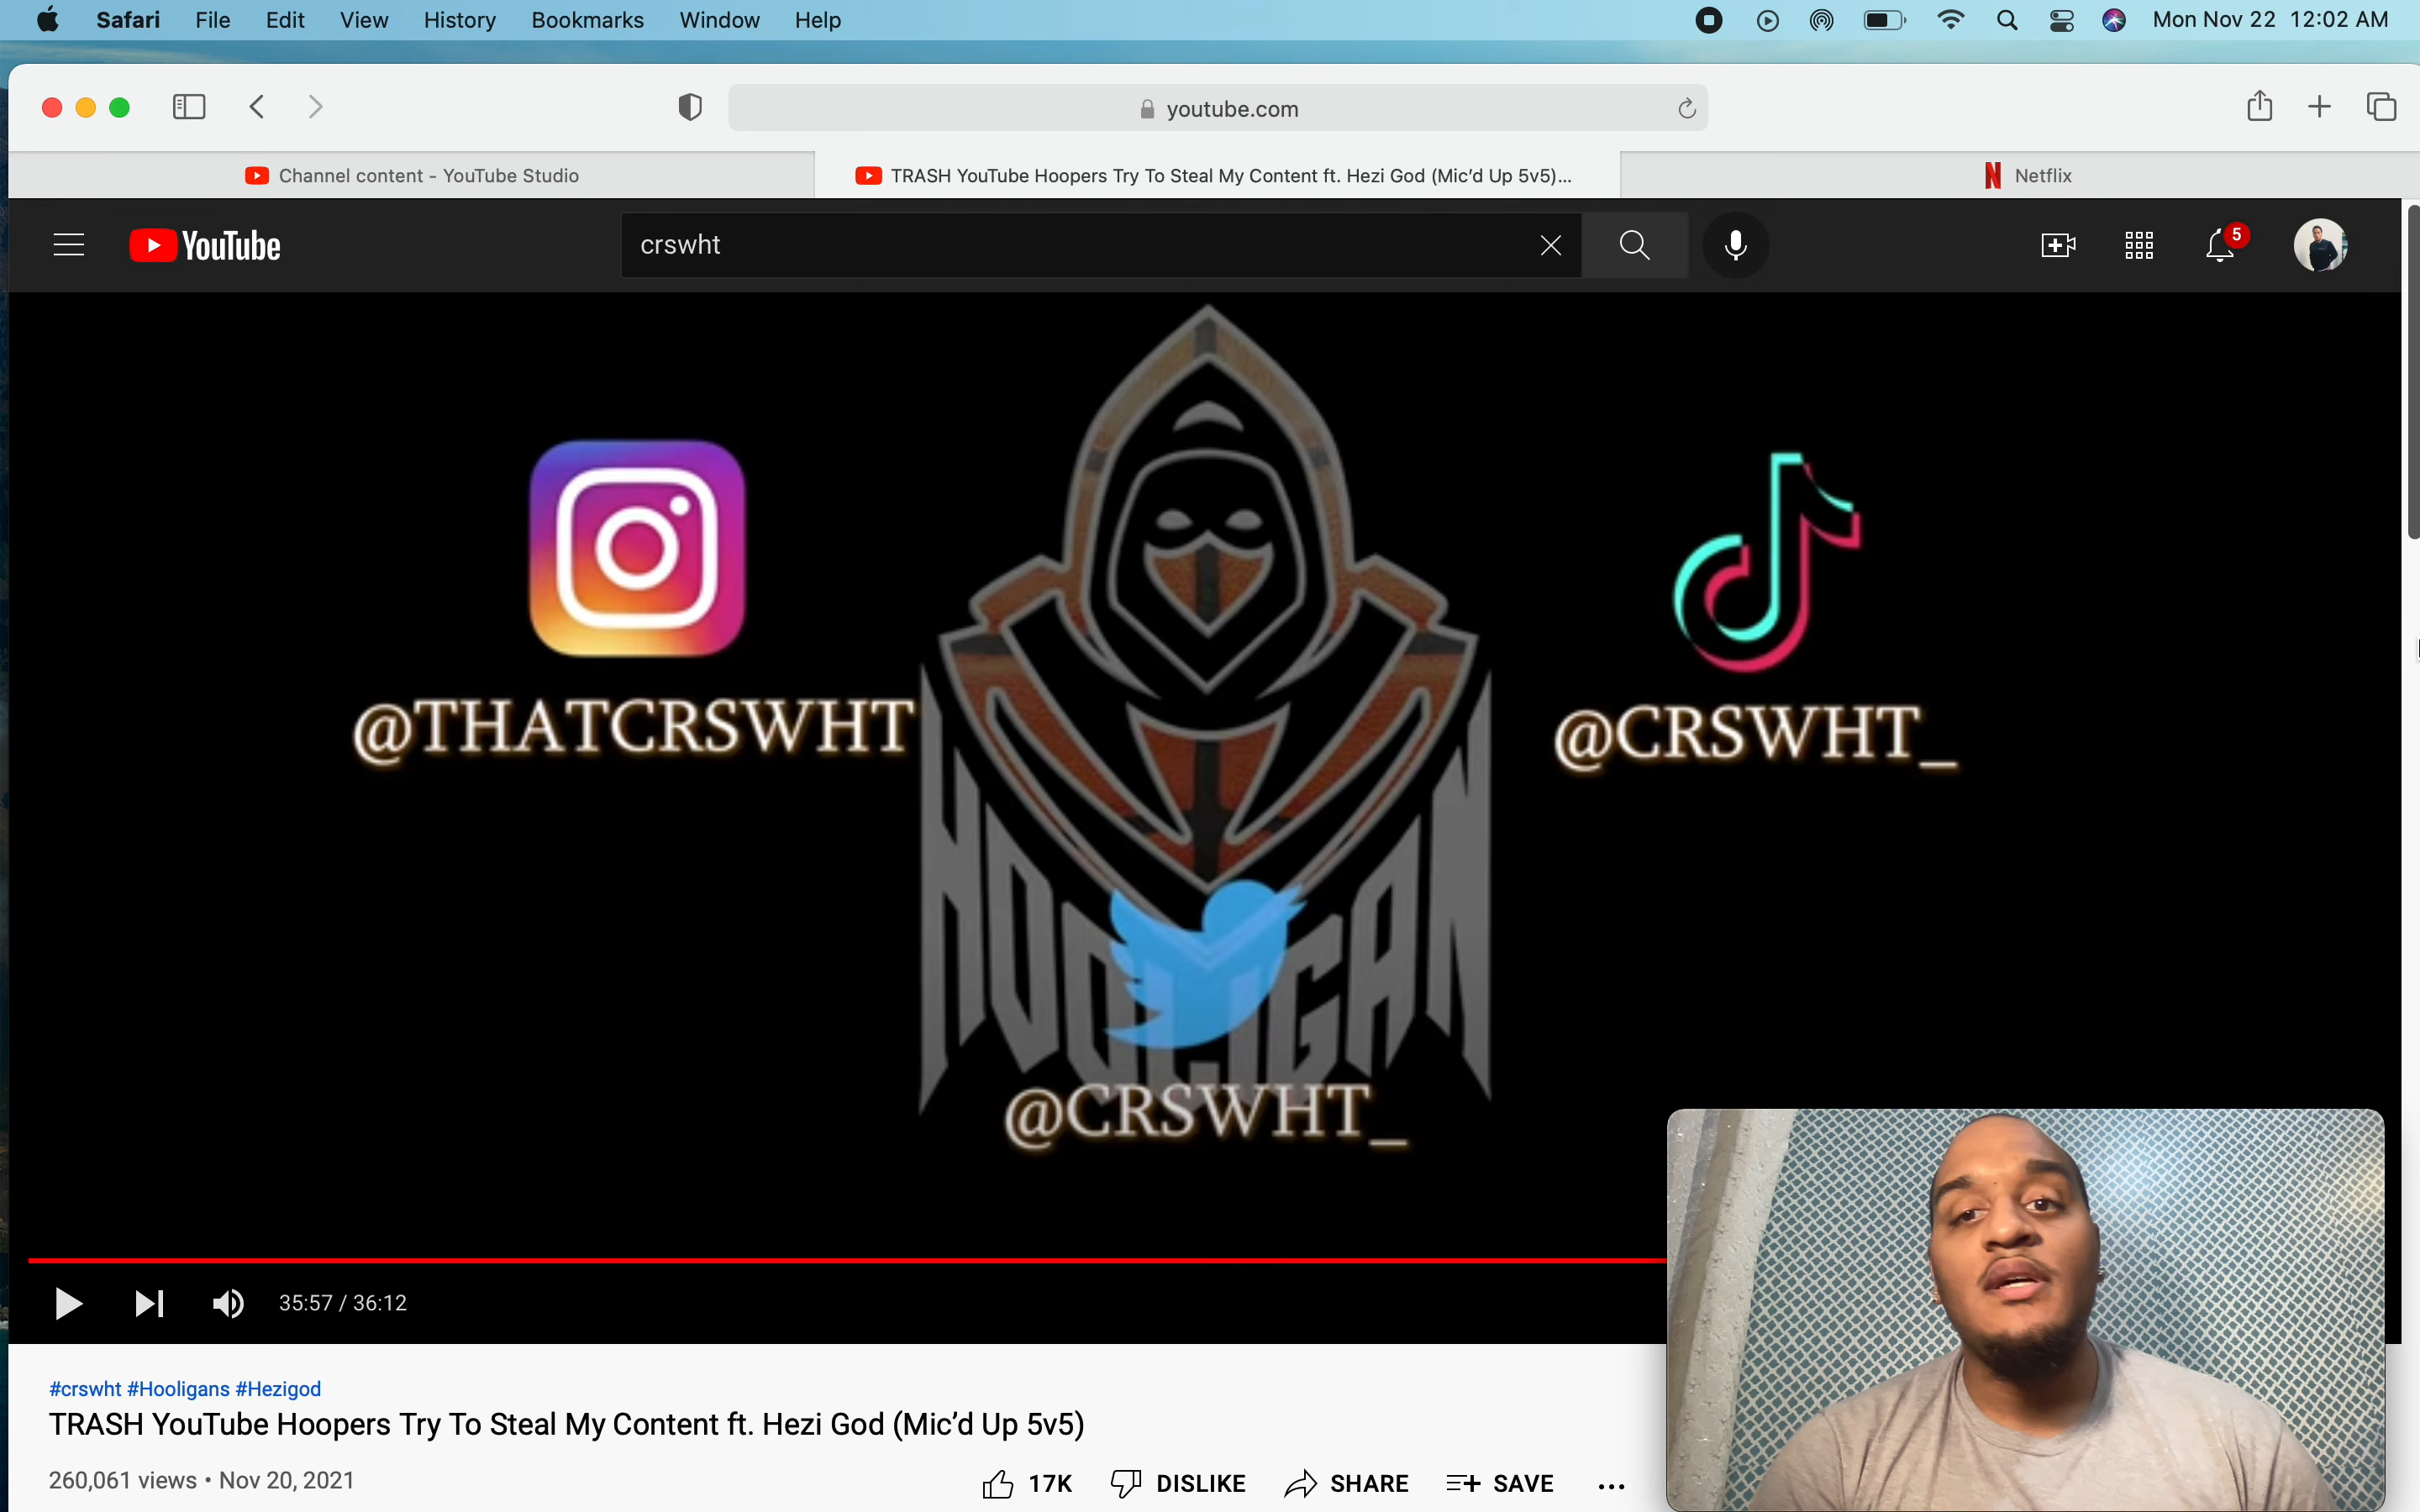 Safari File Edit View History Bookmarks Window Help Mon Nov 22 12:02 AM
youtube.com
Channel content - YouTube Studio TRASH YouTube Hoopers Try To Steal My Content ft. Hezi God (Mic’d Up 5v5)... Netflix
YouTube crswht 5
@THATCRSWHT
@CRSWHT_
HOOLIGAN
@CRSWHT_
35:57 / 36:12
#crswht #Hooligans #Hezigod
TRASH YouTube Hoopers Try To Steal My Content ft. Hezi God (Mic’d Up 5v5)
260,061 views • Nov 20, 2021 17K DISLIKE SHARE SAVE